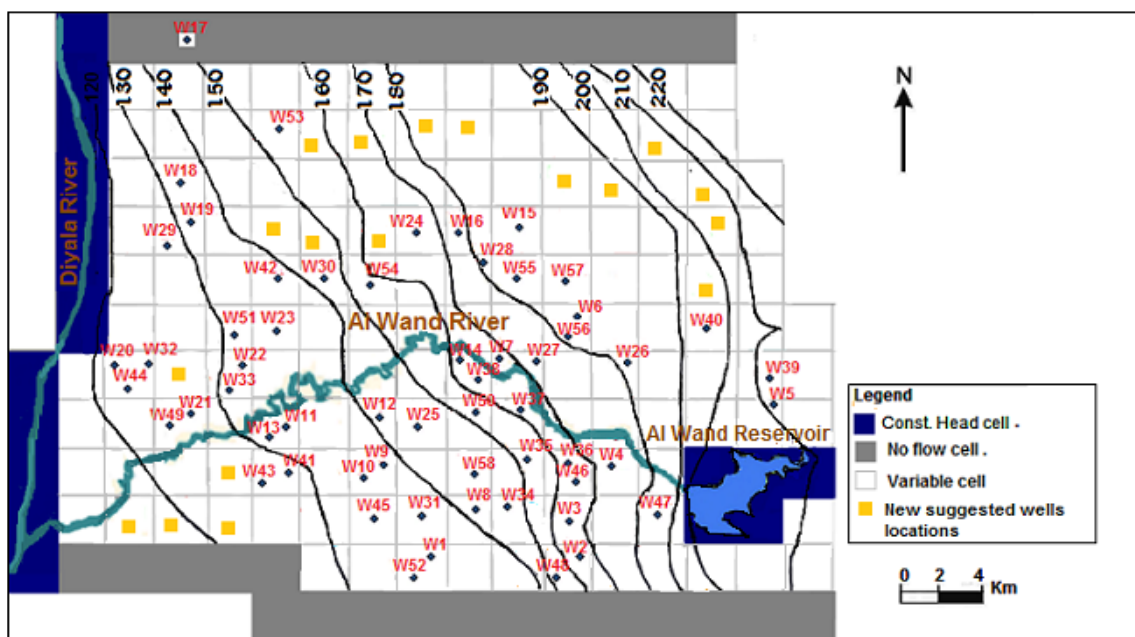 W17
N
120
130
140
150
160
170
180
190
200
210
220
W53
W18
W19
W29
W24
W16
W15
W28
W42
W30
W54
W55
W57
Diyala River
W6
W56
W40
W51
W23
Al Wand River
W20
W32
W22
W14
W7
W27
W26
W39
W44
W33
W38
W5
W49
W21
W11
W12
W25
W50
W37
W13
Al Wand Reservoir
W43
W41
W9
W10
W58
W35
W36
W4
W46
W45
W31
W8
W34
W3
W47
W1
W52
W2
W48
Legend
Const. Head cell .
No flow cell .
Variable cell
New suggested wells
locations
0 2 4
Km